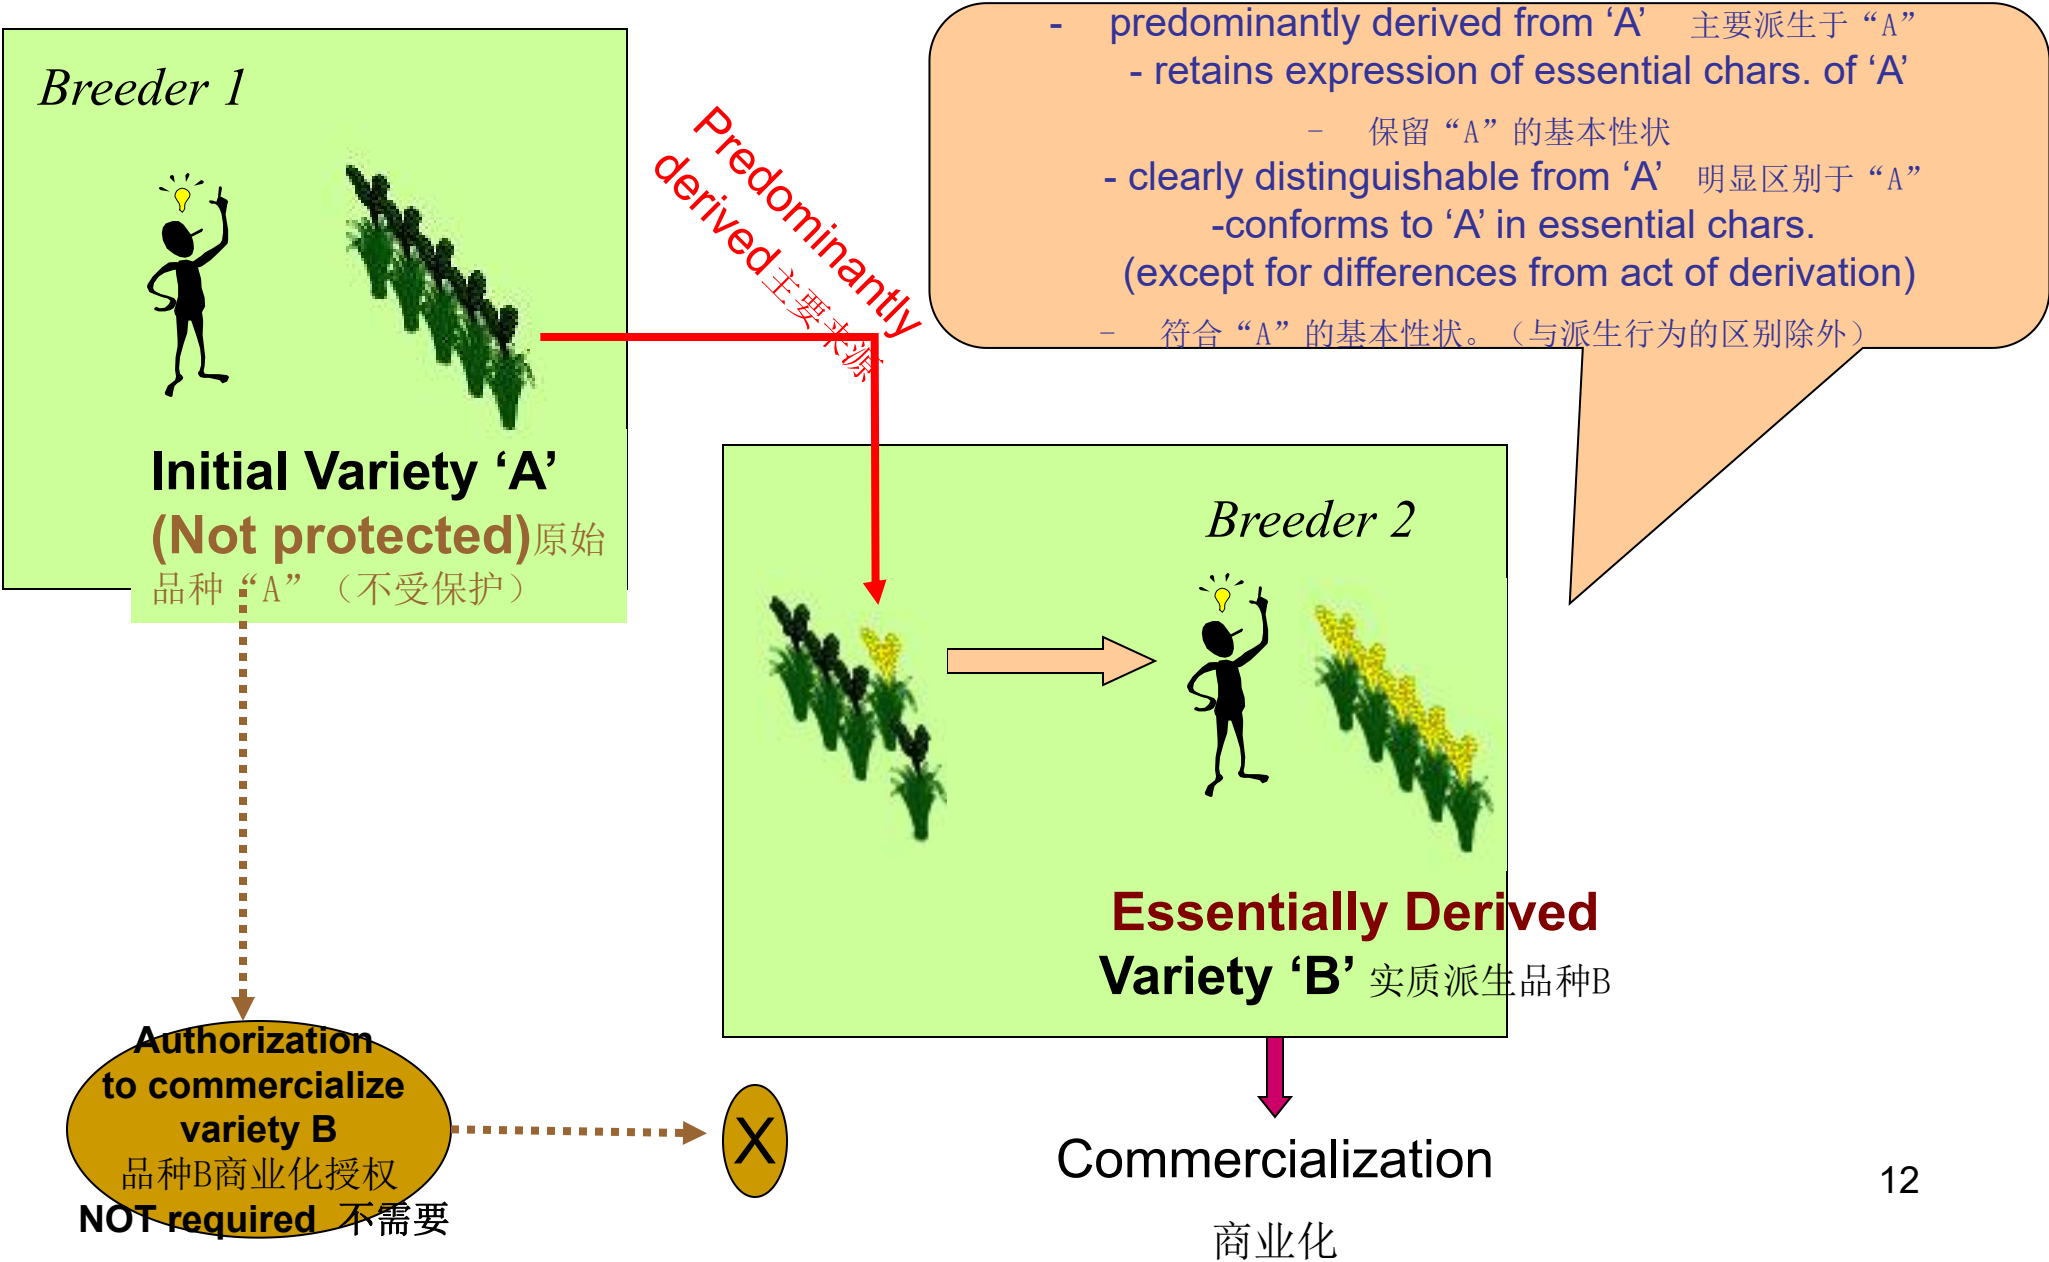 - predominantly derived from ‘A’ 主要派生于“A”
- retains expression of essential chars. of ‘A’
- 保留“A”的基本性状
- clearly distinguishable from ‘A’ 明显区别于“A”
-conforms to ‘A’ in essential chars.
(except for differences from act of derivation)
- 符合“A”的基本性状。（与派生行为的区别除外）
Breeder 1
Predominantly
derived主要来源
Initial Variety ‘A’
(Not protected)原始
品种“A”（不受保护）
Breeder 2
Essentially Derived
Variety ‘B’ 实质派生品种B
Authorization
to commercialize
variety B
品种B商业化授权
NOT required 不需要
X
Commercialization
商业化
12